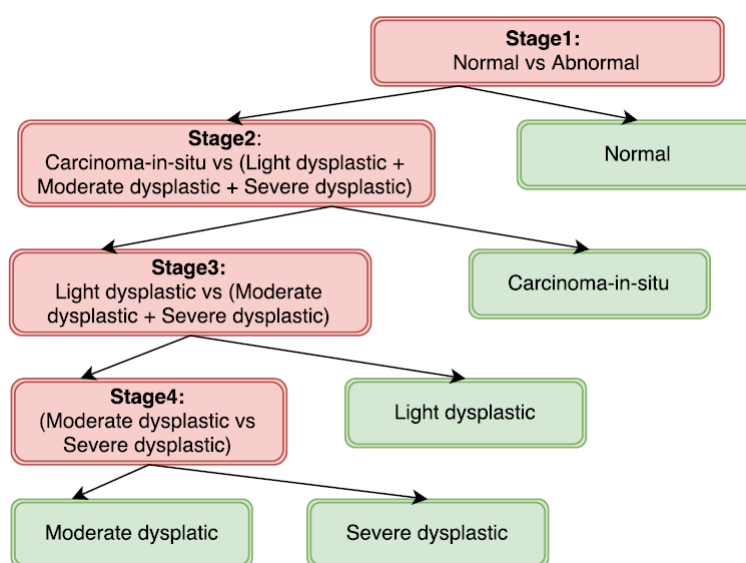 Stage1:
Normal vs Abnormal
Stage2:
Carcinoma-in-situ vs (Light dysplastic +
Moderate dysplastic + Severe dysplastic)
Normal
Stage3:
Light dysplastic vs (Moderate
dysplastic + Severe dysplastic)
Carcinoma-in-situ
Stage4:
(Moderate dysplastic vs
Severe dysplastic)
Light dysplastic
Moderate dysplatic
Severe dysplastic